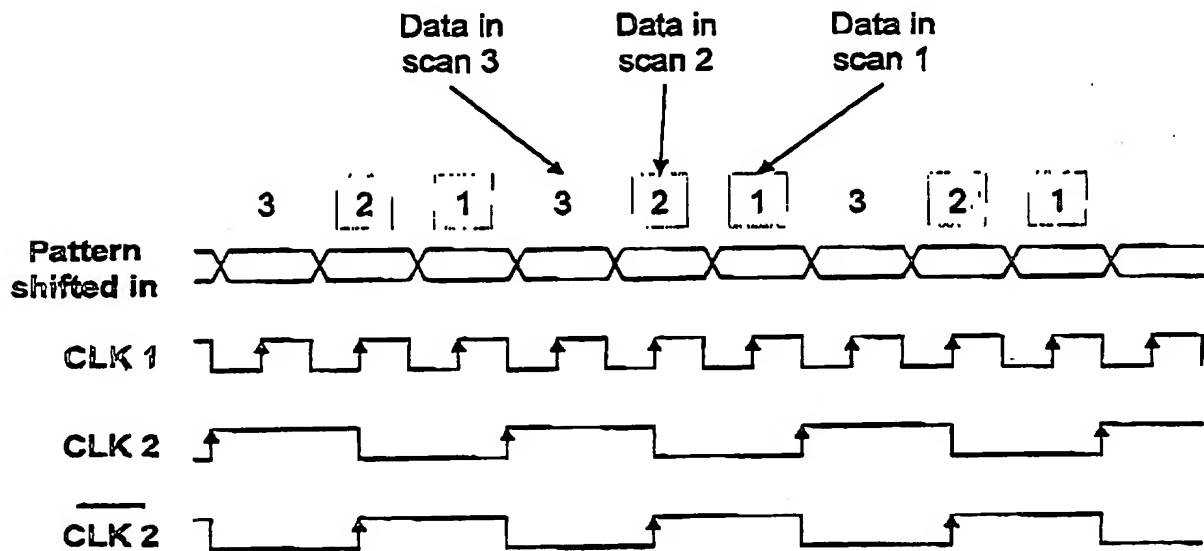 Data in
scan 3
Data in
scan 2
Data in
scan 1
3 2 1 3 2 1 3 2 1
Pattern
shifted in
CLK 1
CLK 2
CLK 2